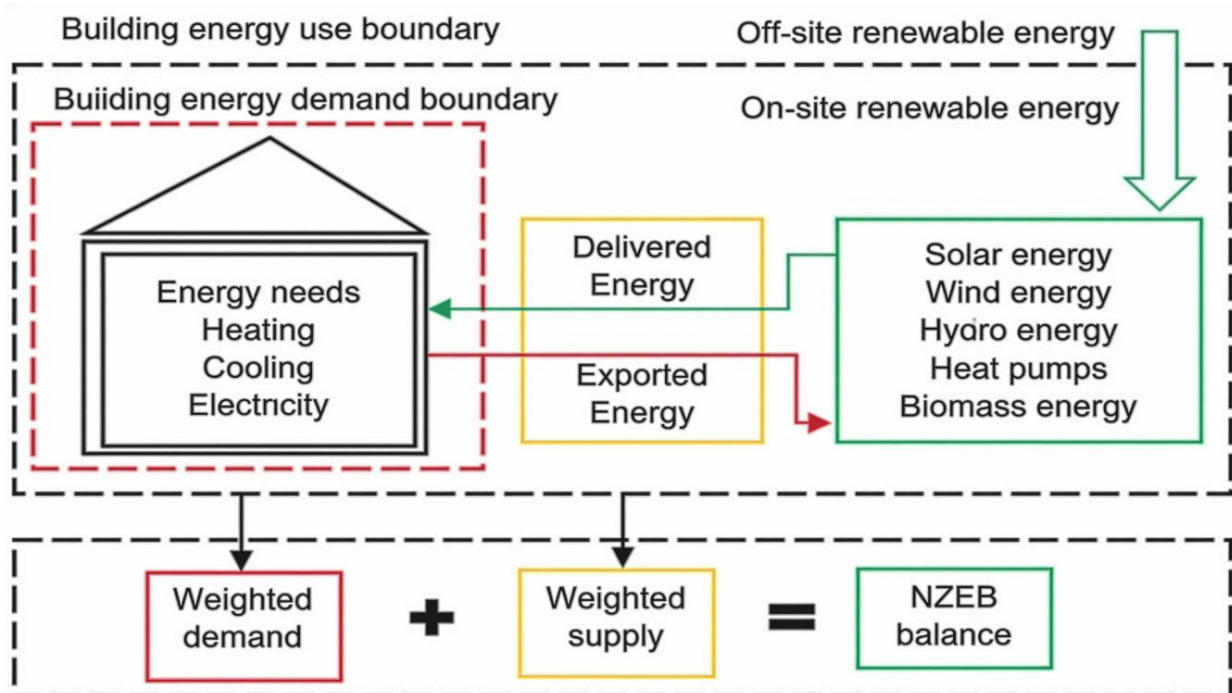 Building energy use boundary
Off-site renewable energy
Building energy demand boundary
On-site renewable energy
Energy needs
Heating
Cooling
Electricity
Delivered
Energy
Exported
Energy
Solar energy
Wind energy
Hydro energy
Heat pumps
Biomass energy
Weighted
demand
+
Weighted
supply
=
NZEB
balance